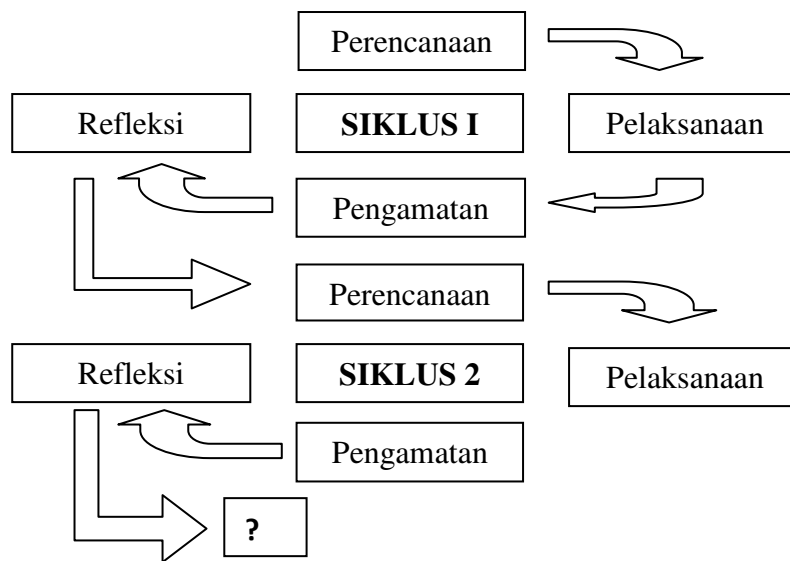 Perencanaan
Refleksi
SIKLUS I
Pelaksanaan
Pengamatan
Perencanaan
Refleksi
SIKLUS 2
Pelaksanaan
Pengamatan
?